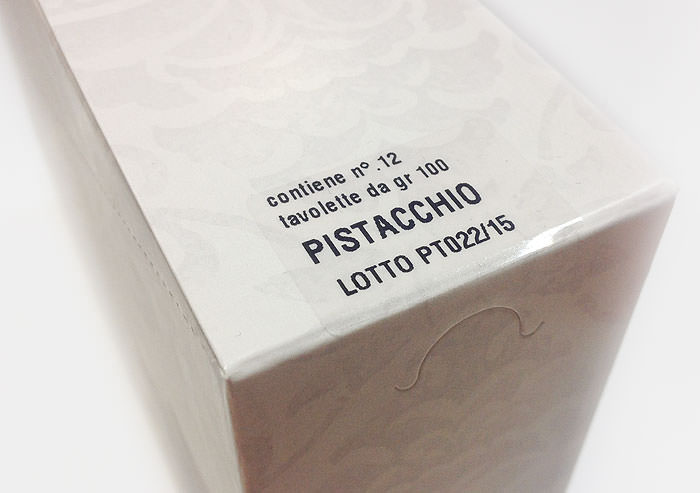 contiene n° .12
tavolette da gr 100
PISTACCHIO
LOTTO PT022/15